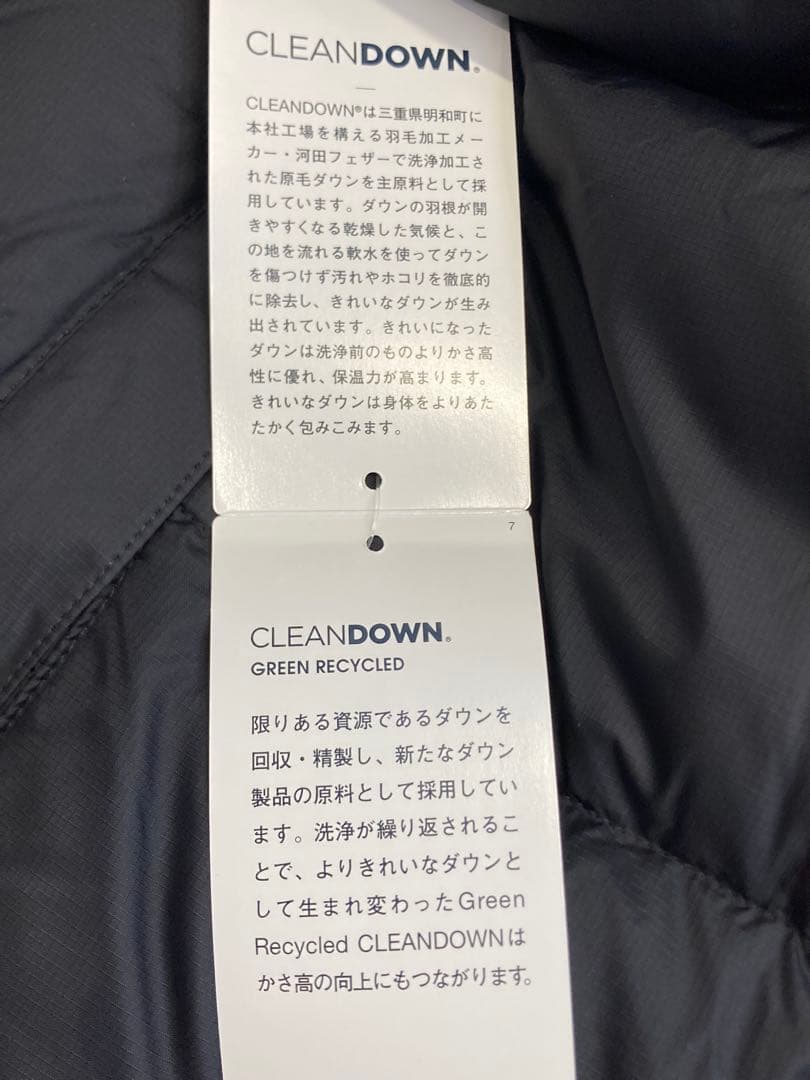 CLEANDOWN®
CLEANDOWN®は三重県明和町に
本社工場を構える羽毛加工メー
カー・河田フェザーで洗浄加工さ
れた原毛ダウンを主原料として採
用しています。ダウンの羽根が開
きやすくなる乾燥した気候と、こ
の地を流れる軟水を使ってダウン
を傷つけず汚れやホコリを徹底的
に除去し、きれいなダウンが生み
出されています。きれいになった
ダウンは洗浄前のものよりかさ高
性に優れ、保温力が高まります。
きれいなダウンは身体をよりあた
たかく包みこみます。
7
CLEANDOWN®
GREEN RECYCLED
限りある資源であるダウンを
回収・精製し、新たなダウン
製品の原料として採用してい
ます。洗浄が繰り返されるこ
とで、よりきれいなダウンと
して生まれ変わったGreen
Recycled CLEANDOWNは
かさ高の向上にもつながります。